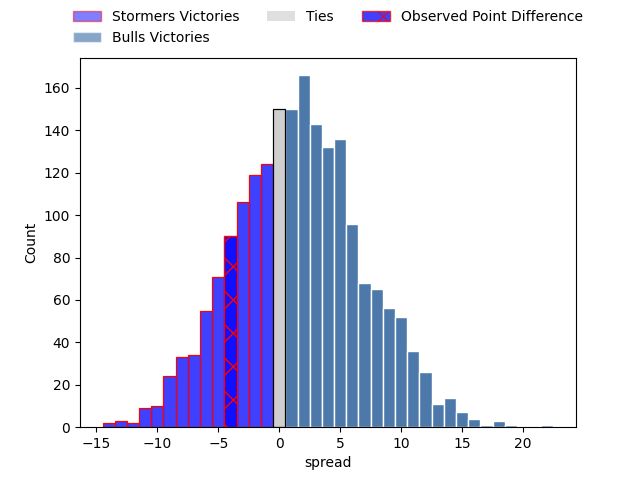 Stormers Victories
Bulls Victories
Ties
Observed Point Difference
Count
160
140
120
100
80
60
40
20
0
−15
−10
−5
0
5
10
15
20
spread